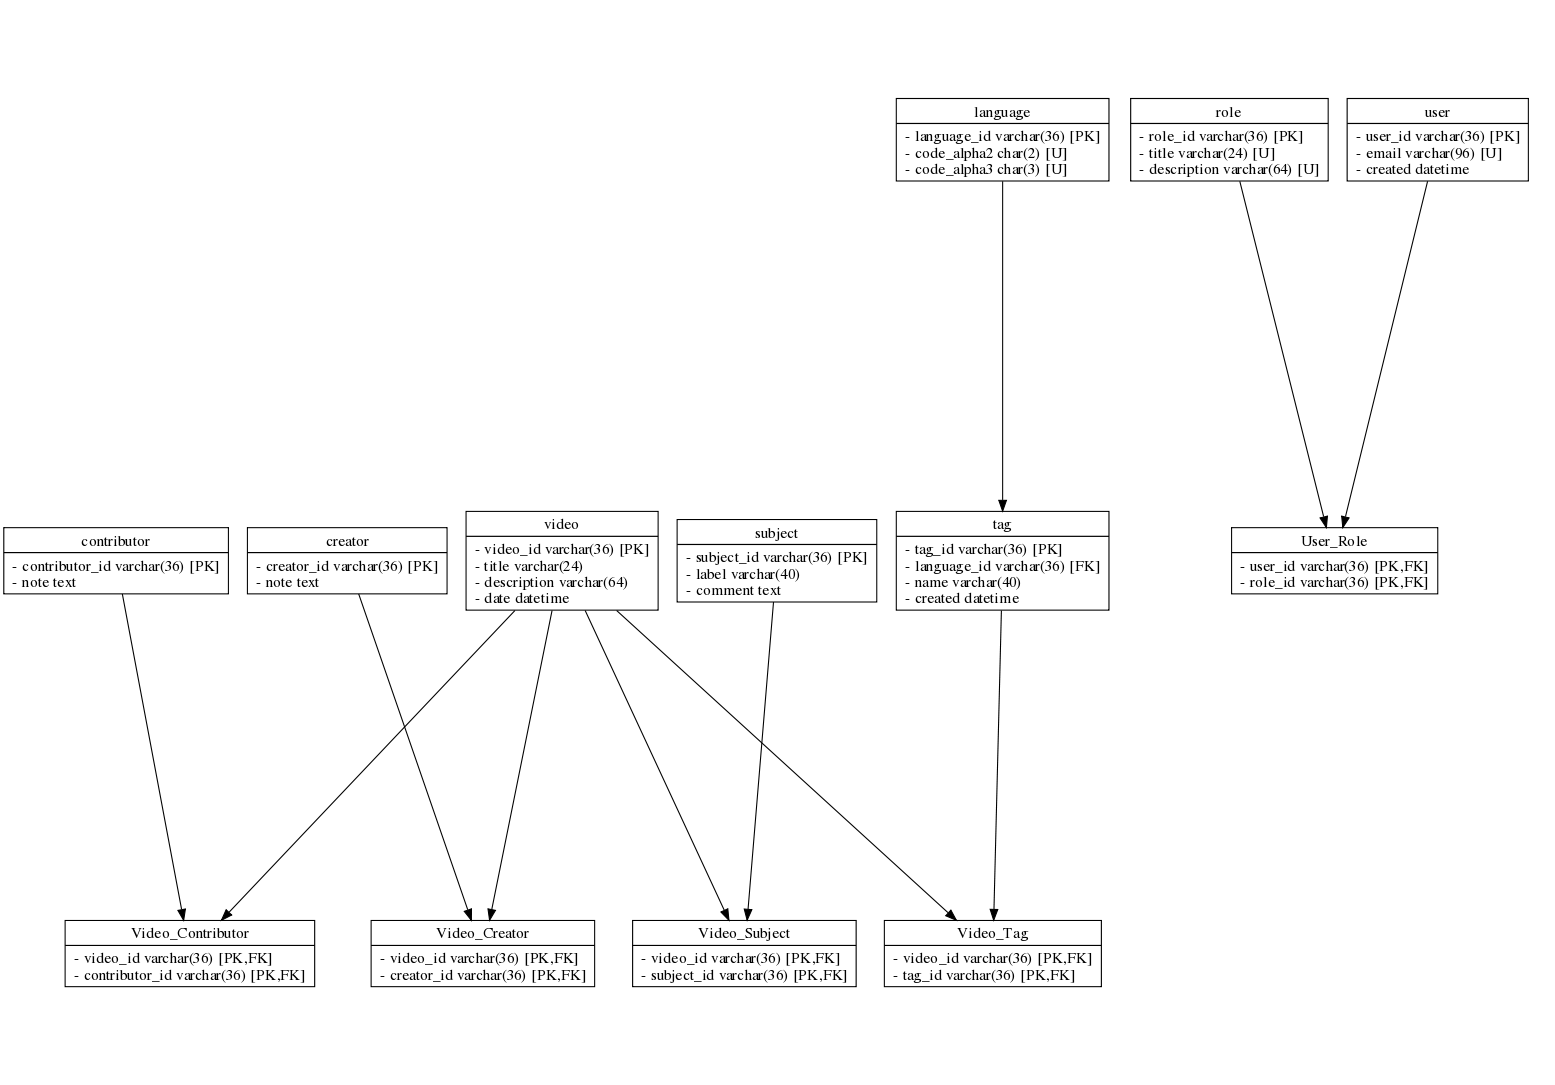 language
- language_id varchar(36) [PK]
- code_alpha2 char(2) [U]
- code_alpha3 char(3) [U]
role
- role_id varchar(36) [PK]
- title varchar(24) [U]
- description varchar(64) [U]
user
- user_id varchar(36) [PK]
- email varchar(96) [U]
- created datetime
contributor
- contributor_id varchar(36) [PK]
- note text
creator
- creator_id varchar(36) [PK]
- note text
video
- video_id varchar(36) [PK]
- title varchar(24)
- description varchar(64)
- date datetime
subject
- subject_id varchar(36) [PK]
- label varchar(40)
- comment text
tag
- tag_id varchar(36) [PK]
- language_id varchar(36) [FK]
- name varchar(40)
- created datetime
User_Role
- user_id varchar(36) [PK,FK]
- role_id varchar(36) [PK,FK]
Video_Contributor
- video_id varchar(36) [PK,FK]
- contributor_id varchar(36) [PK,FK]
Video_Creator
- video_id varchar(36) [PK,FK]
- creator_id varchar(36) [PK,FK]
Video_Subject
- video_id varchar(36) [PK,FK]
- subject_id varchar(36) [PK,FK]
Video_Tag
- video_id varchar(36) [PK,FK]
- tag_id varchar(36) [PK,FK]